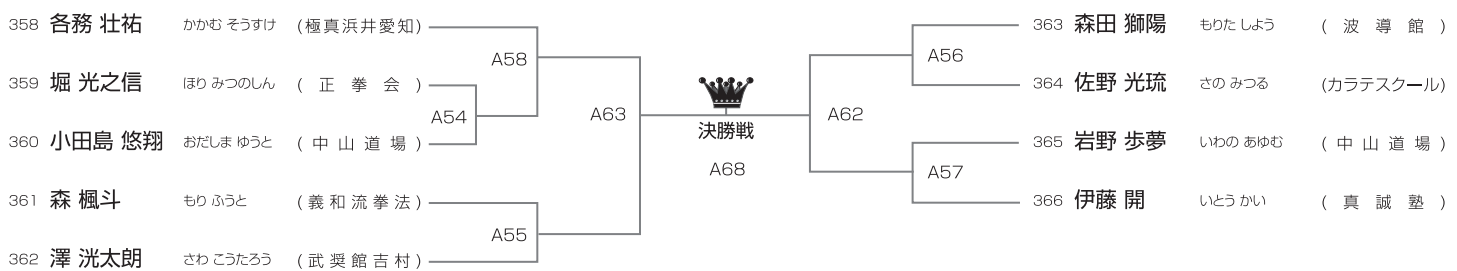 358 各務 壮祐 かかむ そうすけ (極真浜井愛知)
359 堀 光之信 ほり みつのしん ( 正 拳 会 )
360 小田島 悠翔 おだしま ゆうと ( 中 山 道 場 )
361 森 楓斗 もり ふうと (義和流拳法)
362 澤 洸太朗 さわ こうたろう (武奨館吉村)
A58
A54
A55
A63
決勝戦
A68
A62
A56
A57
363 森田 獅陽 もりた しよう ( 波 導 館 )
364 佐野 光琉 さの みつる (カラテスクール)
365 岩野 歩夢 いわの あゆむ ( 中 山 道 場 )
366 伊藤 開 いとう かい ( 真 誠 塾 )